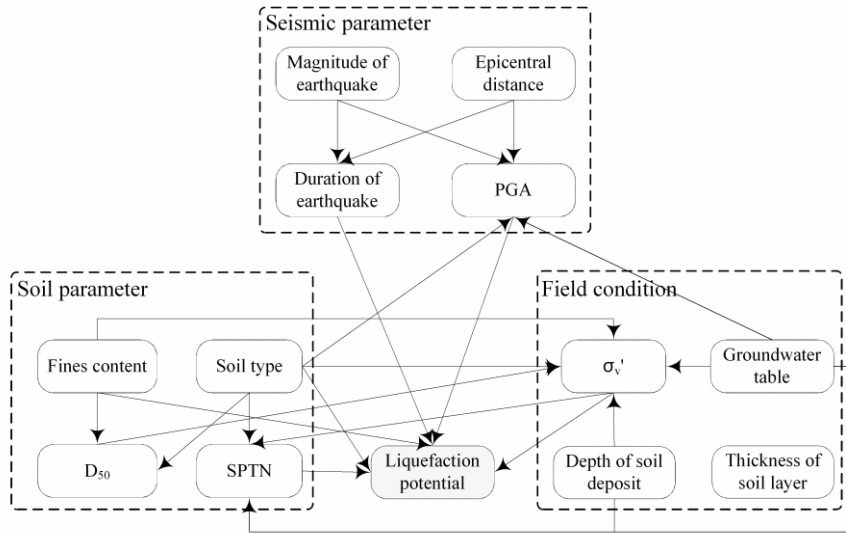 Seismic parameter
Magnitude of
earthquake
Epicentral
distance
Duration of
earthquake
PGA
Soil parameter
Field condition
Fines content
Soil type
σᵥ'
Groundwater
table
D₅₀
SPTN
Liquefaction
potential
Depth of soil
deposit
Thickness of
soil layer